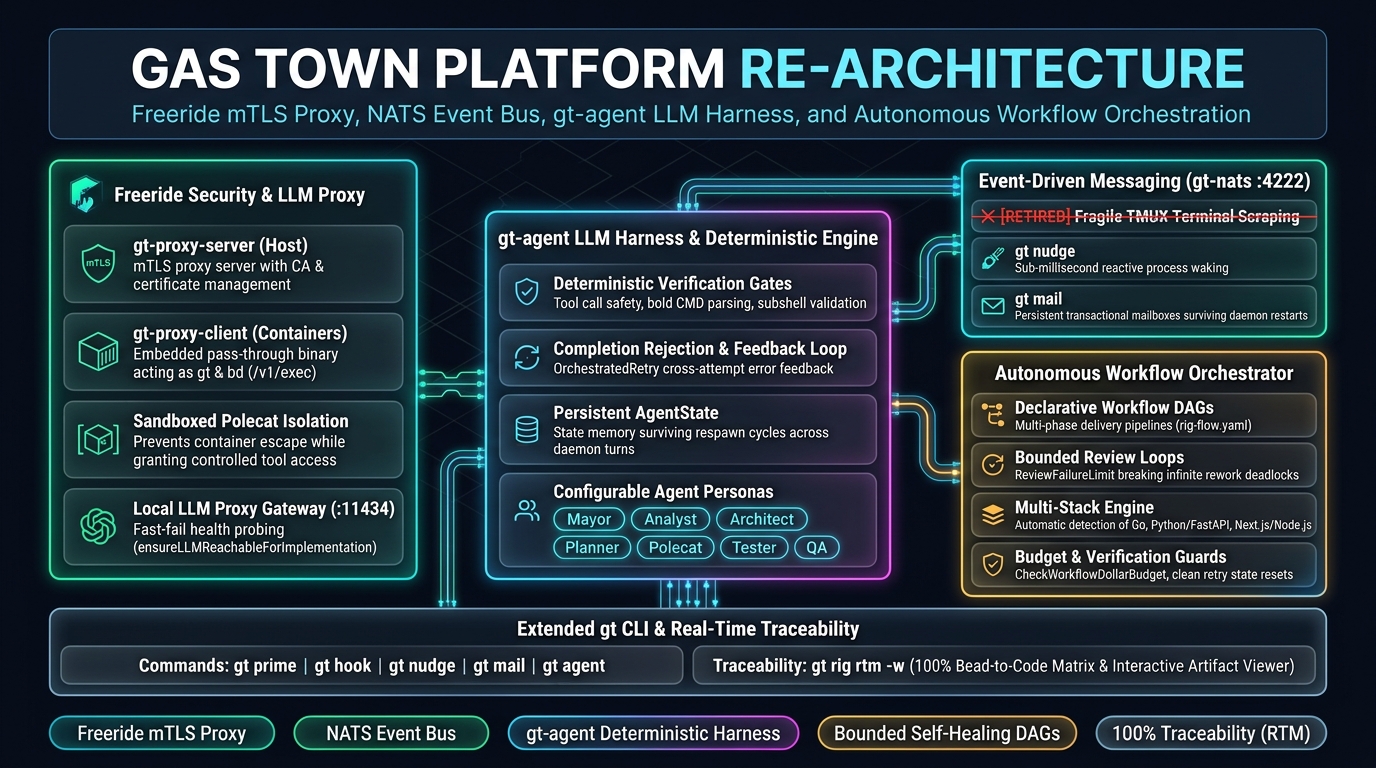 GAS TOWN PLATFORM RE-ARCHITECTURE
Freeride mTLS Proxy, NATS Event Bus, gt-agent LLM Harness, and Autonomous Workflow Orchestration
Freeride Security & LLM Proxy
mTLS
gt-proxy-server (Host)
mTLS proxy server with CA &
certificate management
gt-proxy-client (Containers)
Embedded pass-through binary
acting as gt & bd (/v1/exec)
Sandboxed Polecat Isolation
Prevents container escape while
granting controlled tool access
Local LLM Proxy Gateway (:11434)
Fast-fail health probing
(ensureLLMReachableForImplementation)
gt-agent LLM Harness & Deterministic Engine
Deterministic Verification Gates
Tool call safety, bold CMD parsing, subshell validation
Completion Rejection & Feedback Loop
OrchestratedRetry cross-attempt error feedback
Persistent AgentState
State memory surviving respawn cycles across
daemon turns
Configurable Agent Personas
Mayor Analyst Architect
Planner Polecat Tester QA
Event-Driven Messaging (gt-nats :4222)
[RETIRED] Fragile TMUX Terminal Scraping
gt nudge
Sub-millisecond reactive process waking
gt mail
Persistent transactional mailboxes surviving daemon restarts
Autonomous Workflow Orchestrator
Declarative Workflow DAGs
Multi-phase delivery pipelines (rig-flow.yaml)
Bounded Review Loops
ReviewFailureLimit breaking infinite rework deadlocks
Multi-Stack Engine
Automatic detection of Go, Python/FastAPI, Next.js/Node.js
Budget & Verification Guards
CheckWorkflowDollarBudget, clean retry state resets
Extended gt CLI & Real-Time Traceability
Commands: gt prime | gt hook | gt nudge | gt mail | gt agent
Traceability: gt rig rtm -w (100% Bead-to-Code Matrix & Interactive Artifact Viewer)
Freeride mTLS Proxy
NATS Event Bus
gt-agent Deterministic Harness
Bounded Self-Healing DAGs
100% Traceability (RTM)